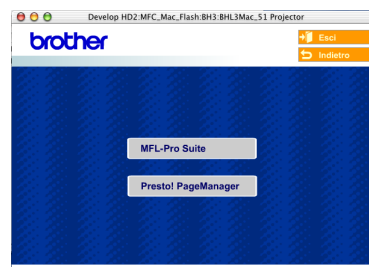 Develop HD2:MFC_Mac_Flash:BH3:BHL3Mac_51 Projector
brother
Esci
Indietro
MFL-Pro Suite
Presto! PageManager